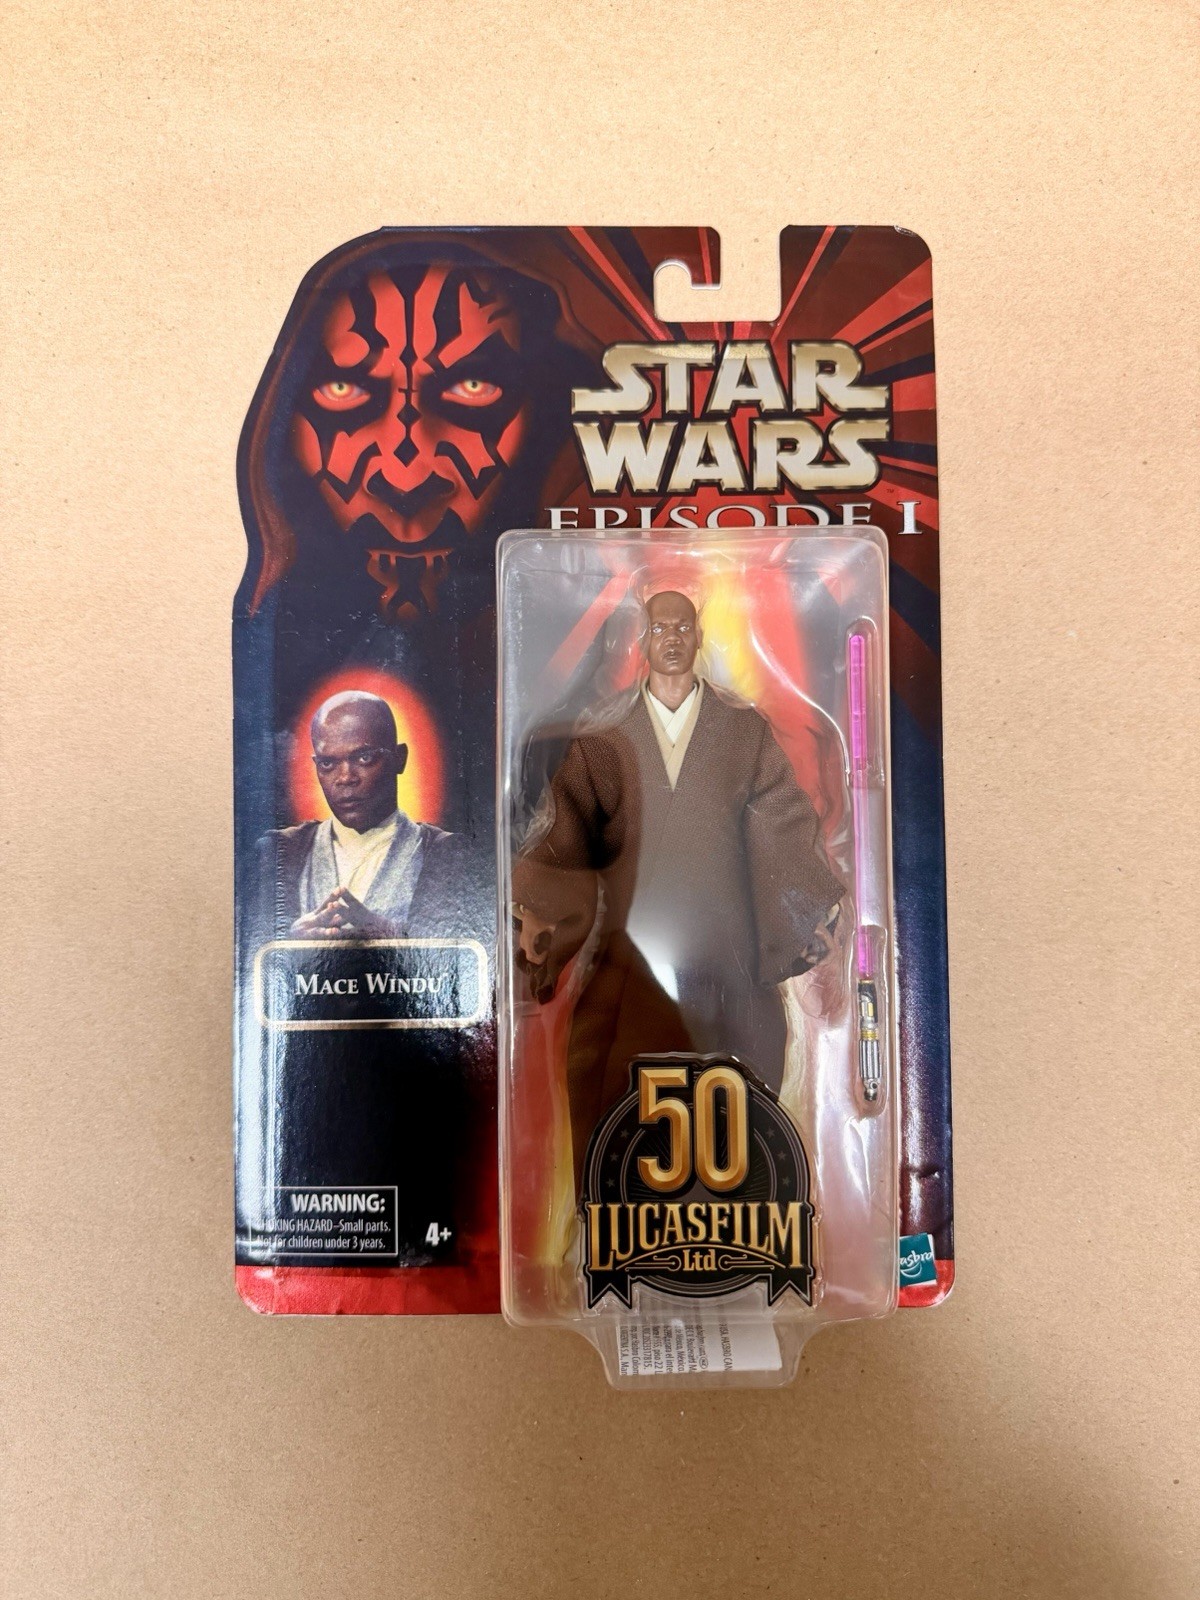 STAR
WARS
EPISODE I
MACE WINDU
WARNING:
HAZARD–Small parts.
Not for children under 3 years.
4+
50
LUCASFILM
Ltd
Hasbro